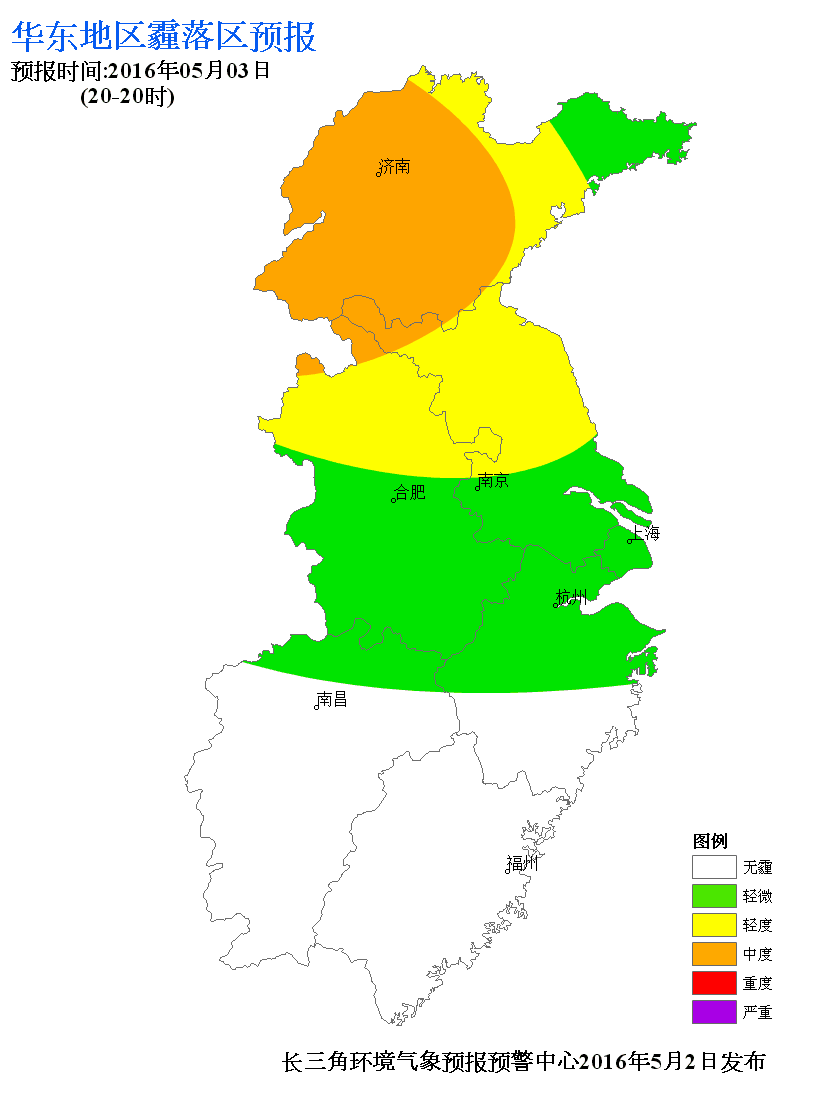 华东地区霾落区预报
预报时间:2016年05月03日
(20-20时)
济南
南京
合肥
上海
杭州
南昌
福州
图例
无霾
轻微
轻度
中度
重度
严重
长三角环境气象预报预警中心2016年5月2日发布